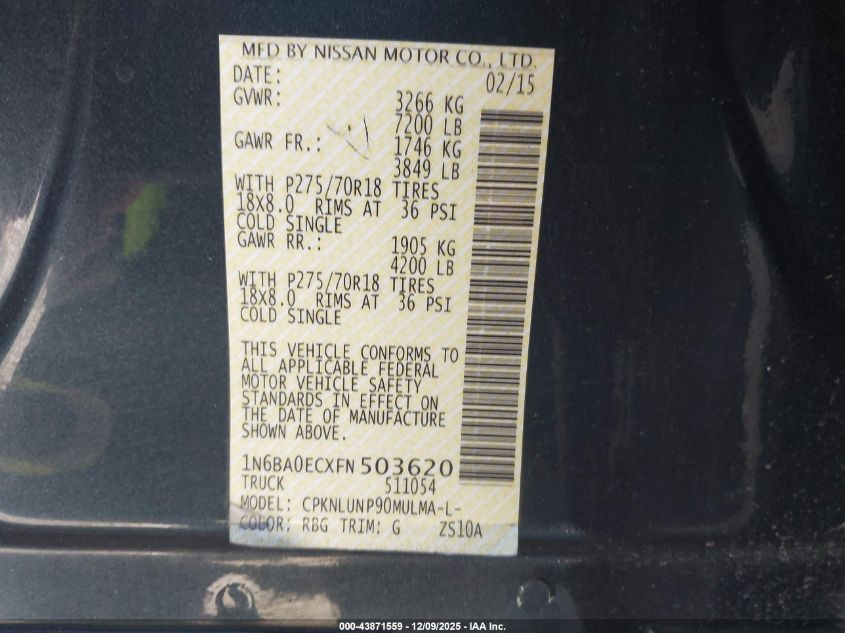 MFD BY NISSAN MOTOR CO., LTD.
DATE: 02/15
GVWR: 3266 KG
7200 LB
GAWR FR.: 1746 KG
3849 LB
WITH P275/70R18 TIRES
18X8.0 RIMS AT 36 PSI
COLD SINGLE
GAWR RR.: 1905 KG
4200 LB
WITH P275/70R18 TIRES
18X8.0 RIMS AT 36 PSI
COLD SINGLE
THIS VEHICLE CONFORMS TO
ALL APPLICABLE FEDERAL
MOTOR VEHICLE SAFETY
STANDARDS IN EFFECT ON
THE DATE OF MANUFACTURE
SHOWN ABOVE.
1N6BA0ECXFN 503620
TRUCK 511054
MODEL: CPKNLUNP90MULMA-L-
COLOR: RBG TRIM: G ZS10A
000-43871559 - 12/09/2025 - IAA Inc.